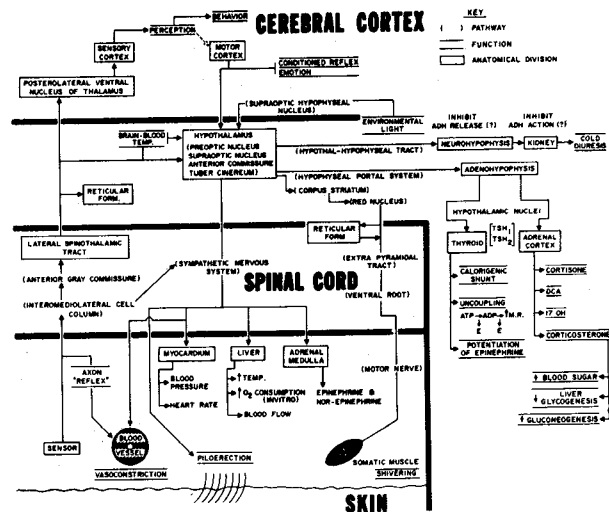 BEHAVIOR
PERCEPTION
CEREBRAL CORTEX
KEY
( ) PATHWAY
FUNCTION
ANATOMICAL DIVISION
SENSORY
CORTEX
MOTOR
CORTEX
POSTEROLATERAL VENTRAL
NUCLEUS OF THALAMUS
CONDITIONED REFLEX
EMOTION
(SUPRAOPTIC HYPOPHYSEAL
NUCLEUS)
ENVIRONMENTAL
LIGHT
INHIBIT
ADH RELEASE (?)
INHIBIT
ADH ACTION (?)
BRAIN-BLOOD
TEMP.
HYPOTHALAMUS
(PREOPTIC NUCLEUS
SUPRAOPTIC NUCLEUS
ANTERIOR COMMISSURE
TUBER CINEREUM)
(HYPOTHAL-HYPOPHYSEAL TRACT)
NEUROHYPOPHYSIS
KIDNEY
COLD
DIURESIS
(HYPOPHYSEAL PORTAL SYSTEM)
ADENOHYPOPHYSIS
(CORPUS STRIATUM)
(RED NUCLEUS)
RETICULAR
FORM.
HYPOTHALAMIC NUCLEI
LATERAL SPINOTHALAMIC
TRACT
RETICULAR
FORM
THYROID
TSH1
TSH2
ADRENAL
CORTEX
(ANTERIOR GRAY COMMISSURE)
(SYMPATHETIC NERVOUS
SYSTEM)
SPINAL CORD
(EXTRA PYRAMIDAL
TRACT)
(VENTRAL ROOT)
(INTEROMEDIOLATERAL CELL
COLUMN)
CALORIGENIC
SHUNT
UNCOUPLING
ATP→ADP→↑M.R.
E E
POTENTIATION
OF EPINEPHRINE
CORTISONE
DCA
17 OH
CORTICOSTERONE
AXON
"REFLEX"
MYOCARDIUM
BLOOD
PRESSURE
HEART RATE
LIVER
↑ TEMP.
↑ O2 CONSUMPTION
(INVITRO)
BLOOD FLOW
ADRENAL
MEDULLA
EPINEPHRINE &
NOR-EPINEPHRINE
(MOTOR NERVE)
↑ BLOOD SUGAR
↓ LIVER
GLYCOGENESIS
↑ GLUCONEOGENESIS
SENSOR
BLOOD
VESSEL
VASOCONSTRICTION
PILOERECTION
SOMATIC MUSCLE
SHIVERING
SKIN